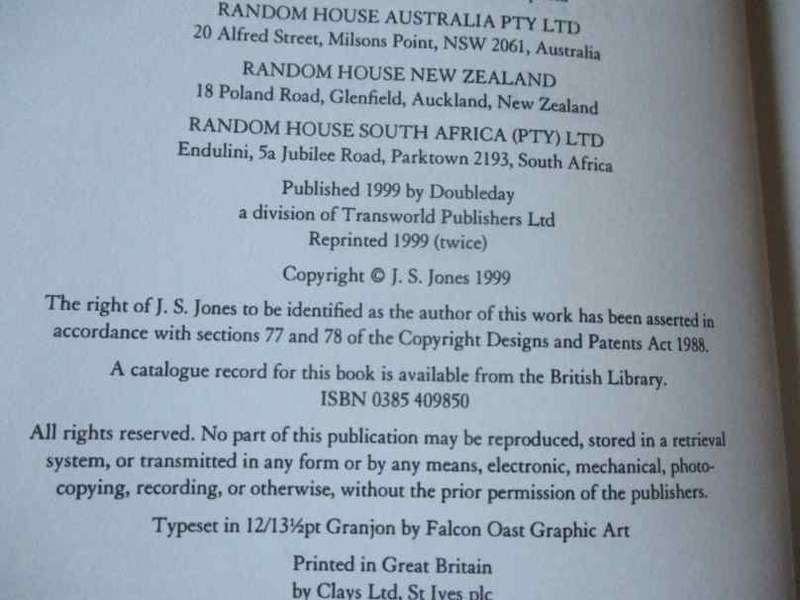 RANDOM HOUSE AUSTRALIA PTY LTD
20 Alfred Street, Milsons Point, NSW 2061, Australia
RANDOM HOUSE NEW ZEALAND
18 Poland Road, Glenfield, Auckland, New Zealand
RANDOM HOUSE SOUTH AFRICA (PTY) LTD
Endulini, 5a Jubilee Road, Parktown 2193, South Africa
Published 1999 by Doubleday
a division of Transworld Publishers Ltd
Reprinted 1999 (twice)
Copyright © J. S. Jones 1999
The right of J. S. Jones to be identified as the author of this work has been asserted in
accordance with sections 77 and 78 of the Copyright Designs and Patents Act 1988.
A catalogue record for this book is available from the British Library.
ISBN 0385 409850
All rights reserved. No part of this publication may be reproduced, stored in a retrieval
system, or transmitted in any form or by any means, electronic, mechanical, photo-
copying, recording, or otherwise, without the prior permission of the publishers.
Typeset in 12/13½pt Granjon by Falcon Oast Graphic Art
Printed in Great Britain
by Clays Ltd, St Ives plc